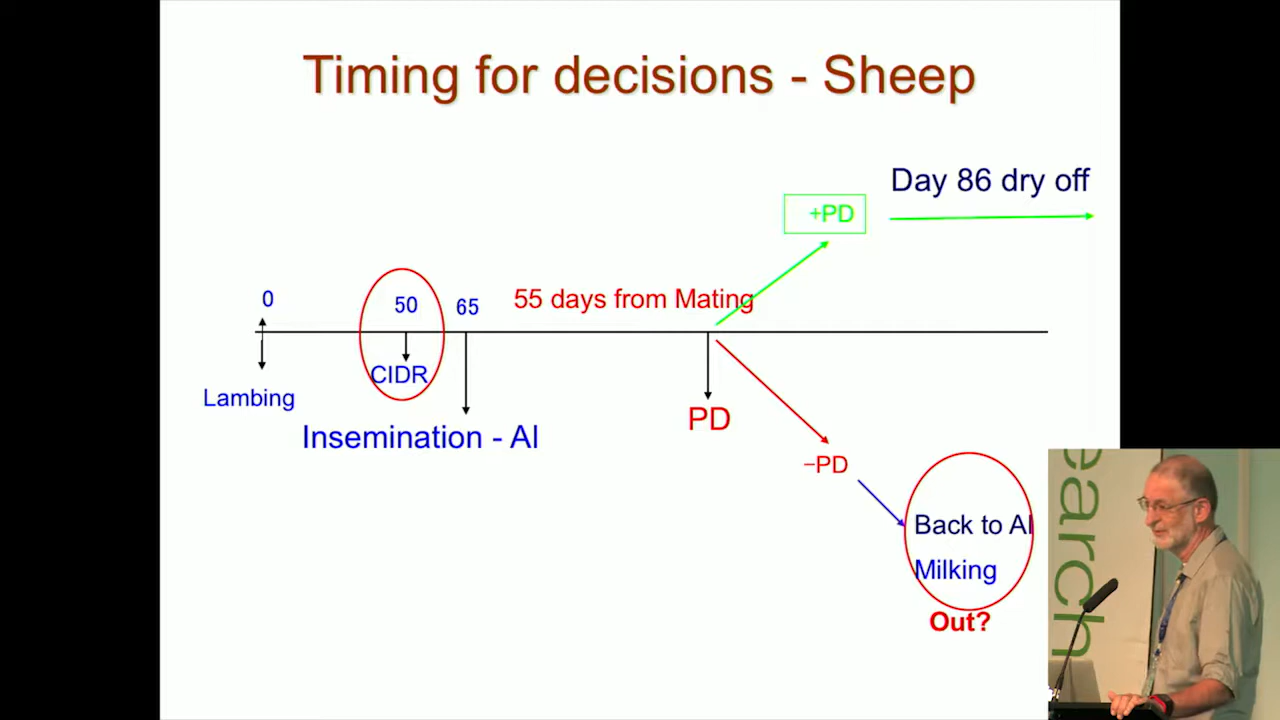 Timing for decisions - Sheep
Day 86 dry off
+PD
0
50
65
55 days from Mating
CIDR
Lambing
Insemination - AI
PD
−PD
Back to AI
Milking
Out?
earch